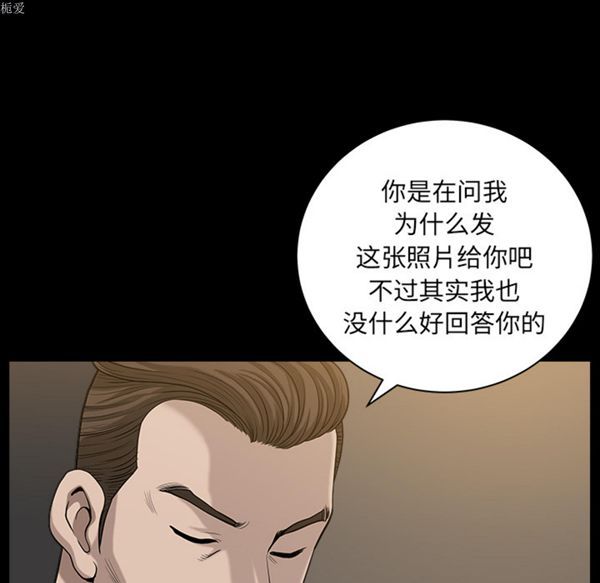 栀爱
你是在问我
为什么发
这张照片给你吧
不过其实我也
没什么好回答你的